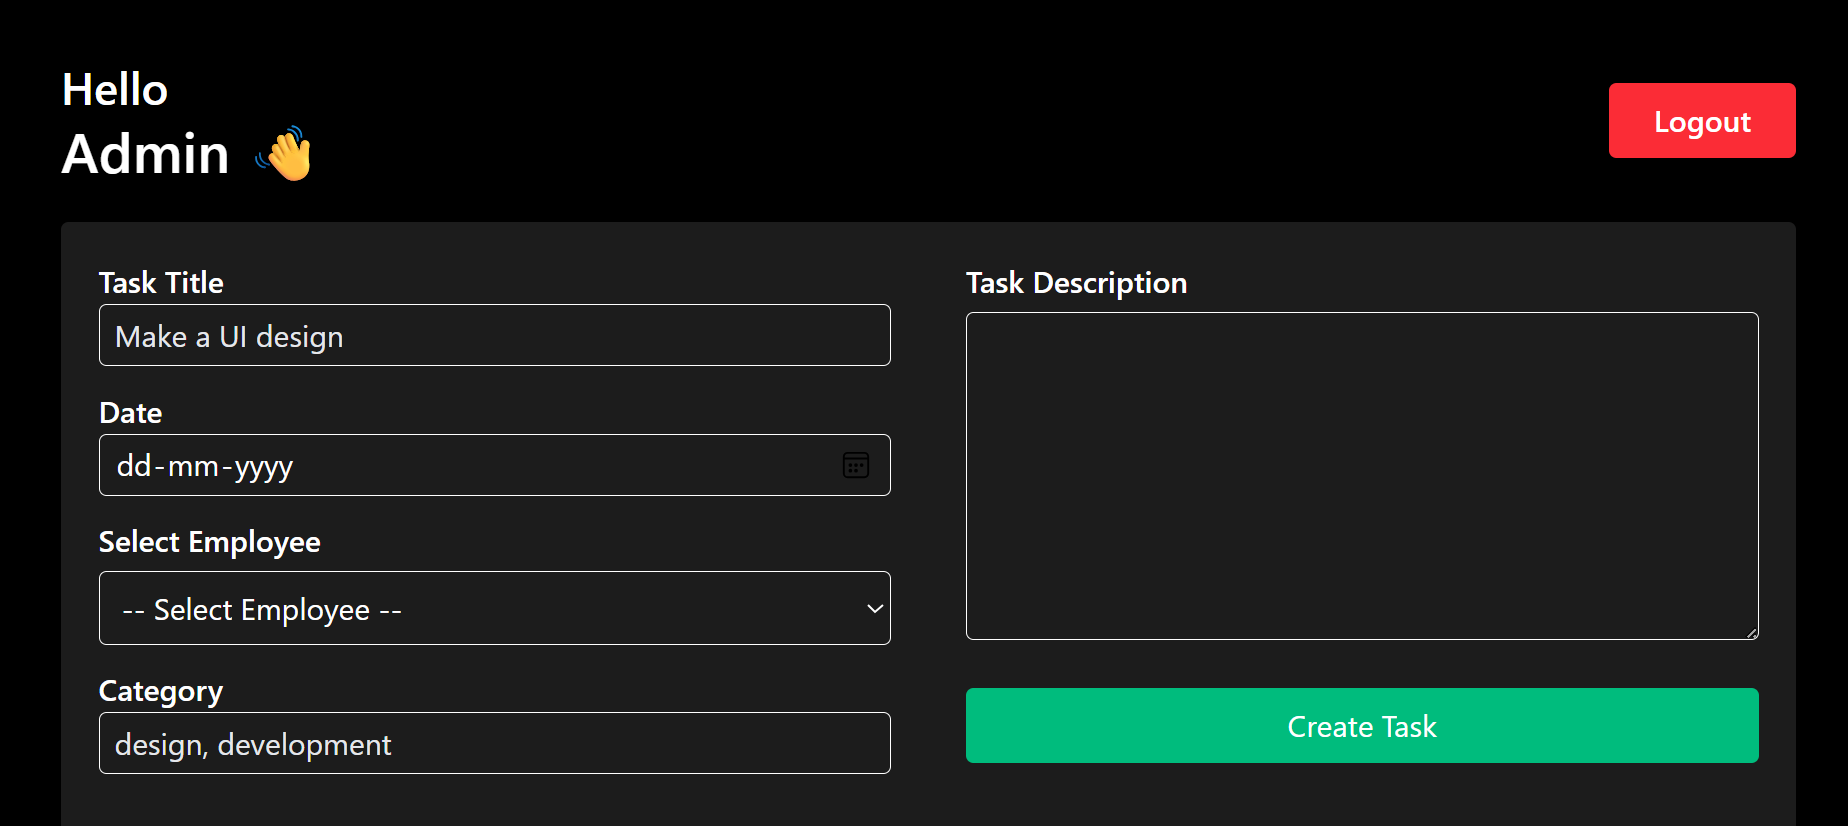 Hello
Admin 👋
Logout
Task Title
Make a UI design
Date
dd-mm-yyyy
Select Employee
-- Select Employee --
Category
design, development
Task Description
Create Task